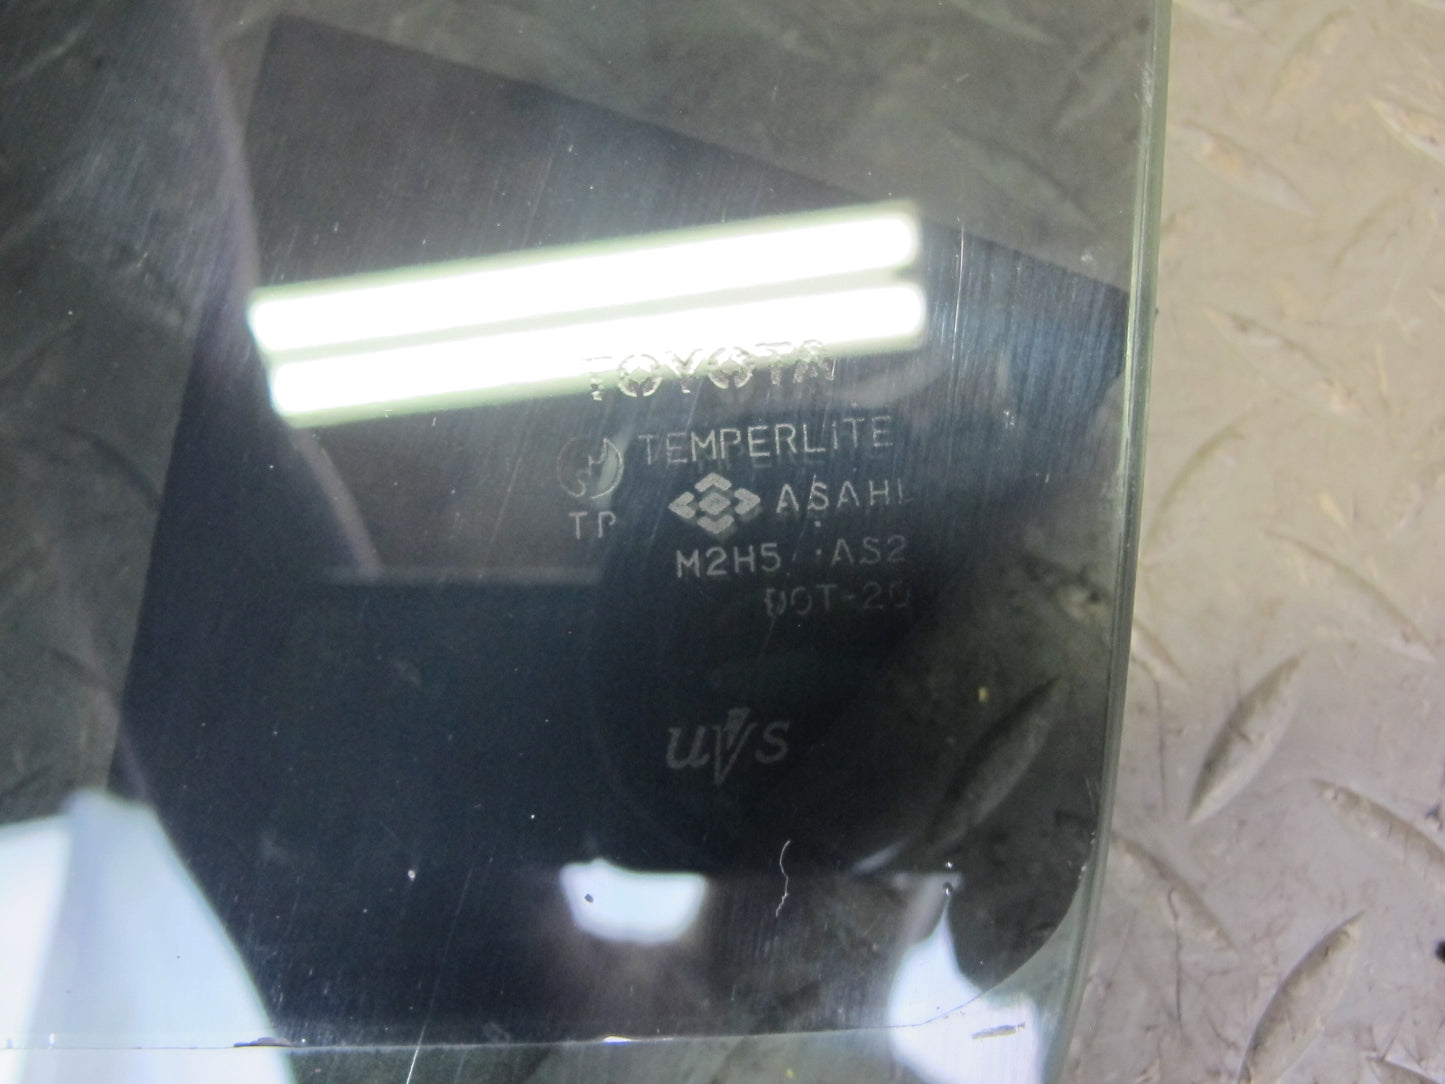 TOYOTA
TEMPERLITE
TP ASAHI
M2H5 AS2
DOT-20
UVS